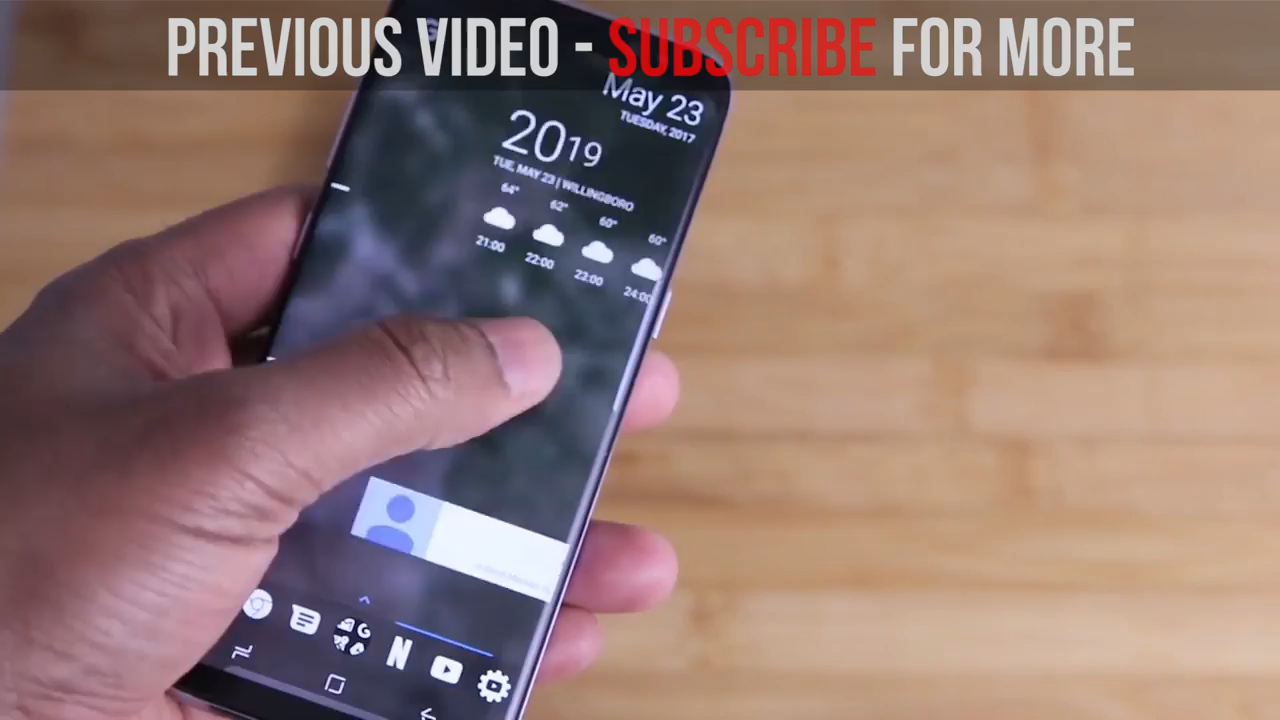 PREVIOUS VIDEO - SUBSCRIBE FOR MORE
May 23
TUESDAY, 2017
2019
TUE, MAY 23 | WILLINGBORO
64° 62° 60° 60°
21:00 22:00 23:00 24:00
N